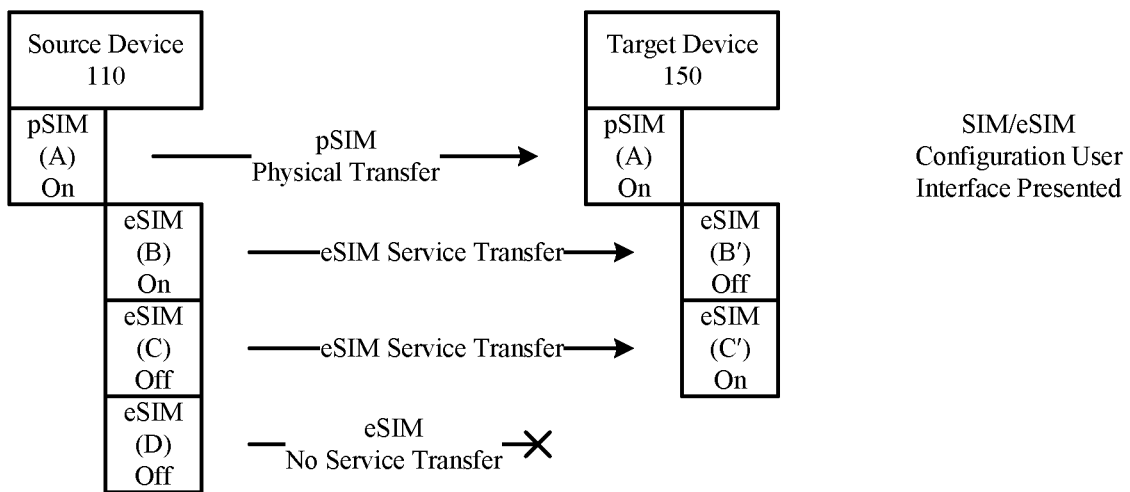 Source Device
110
Target Device
150
pSIM
(A)
On
pSIM
Physical Transfer
pSIM
(A)
On
SIM/eSIM
Configuration User
Interface Presented
eSIM
(B)
On
eSIM Service Transfer
eSIM
(B′)
Off
eSIM
(C)
Off
eSIM Service Transfer
eSIM
(C′)
On
eSIM
(D)
Off
eSIM
No Service Transfer